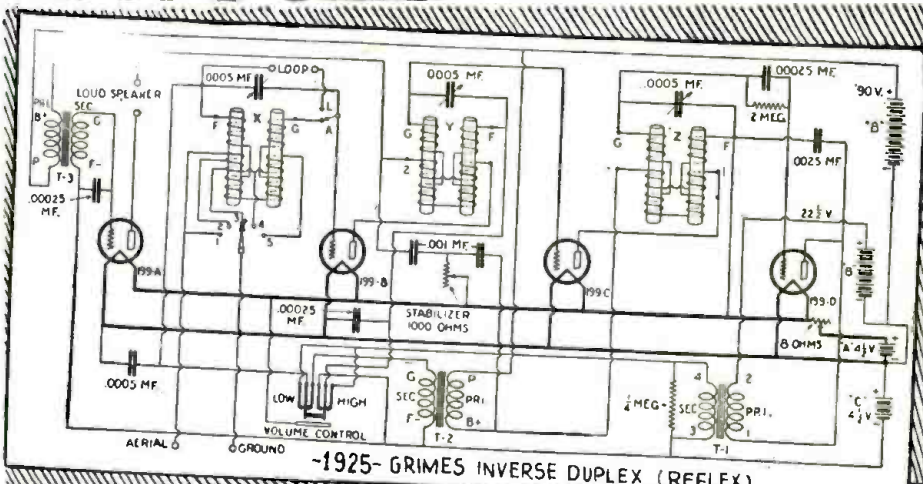 .0005 MF.
LOOP
.0005 MF.
.0005 MF.
.00025 MF.
2 MEG.
"90 V.+
"B"
LOUD SPEAKER
PRI.
SEC.
B+
G
P
F-
T-3
.00025
MF.
F
X
G
L
A
G
Y
F
2
G
Z
F
1
.0025
MF.
22½ V
"B"
1
2
3
4
5
.001 MF.
199-A
199-B
199-C
199-D
STABILIZER
1000 OHMS
.00025
MF.
8 OHMS
"A" 4½ V
+
-
.0005 MF.
LOW
HIGH
VOLUME CONTROL
G
SEC
F-
P
PRI.
B+
T-2
¼ MEG-
4
SEC
3
2
PRI.
1
T-1
"C"
4½ V
+
-
AERIAL
GROUND
-1925- GRIMES INVERSE DUPLEX (REFLEX)